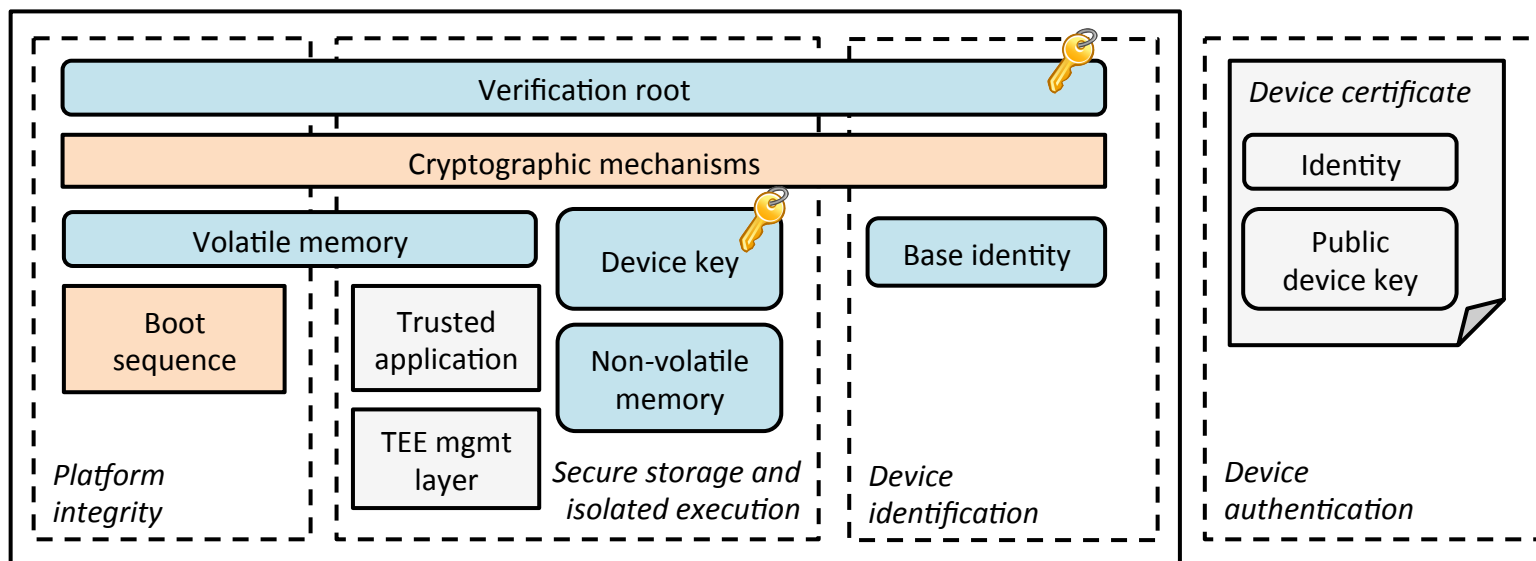 Verification root
Device certificate
Cryptographic mechanisms
Identity
Volatile memory
Device key
Base identity
Public
device key
Boot
sequence
Trusted
application
Non-volatile
memory
TEE mgmt
layer
Platform
integrity
Secure storage and
isolated execution
Device
identification
Device
authentication